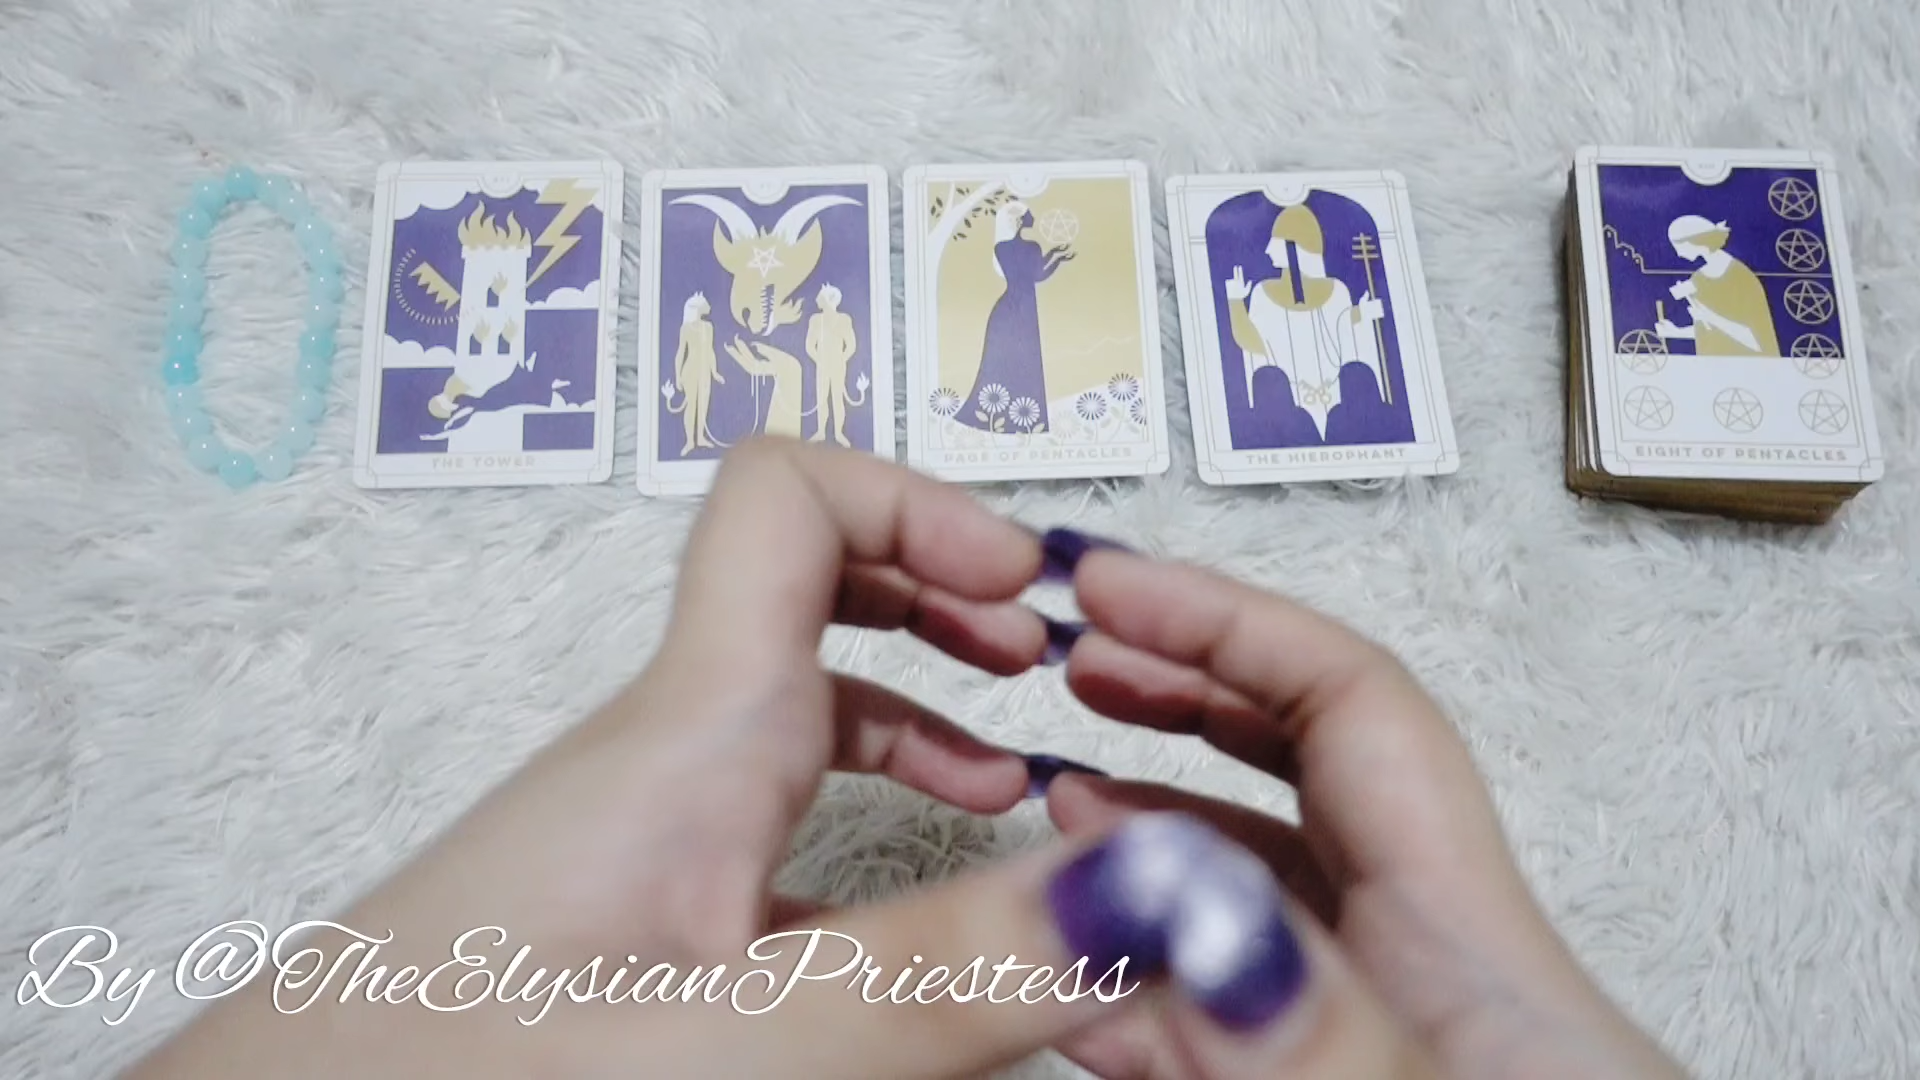 THE TOWER
PAGE OF PENTACLES
THE HIEROPHANT
EIGHT OF PENTACLES
By @TheElysianPriestess